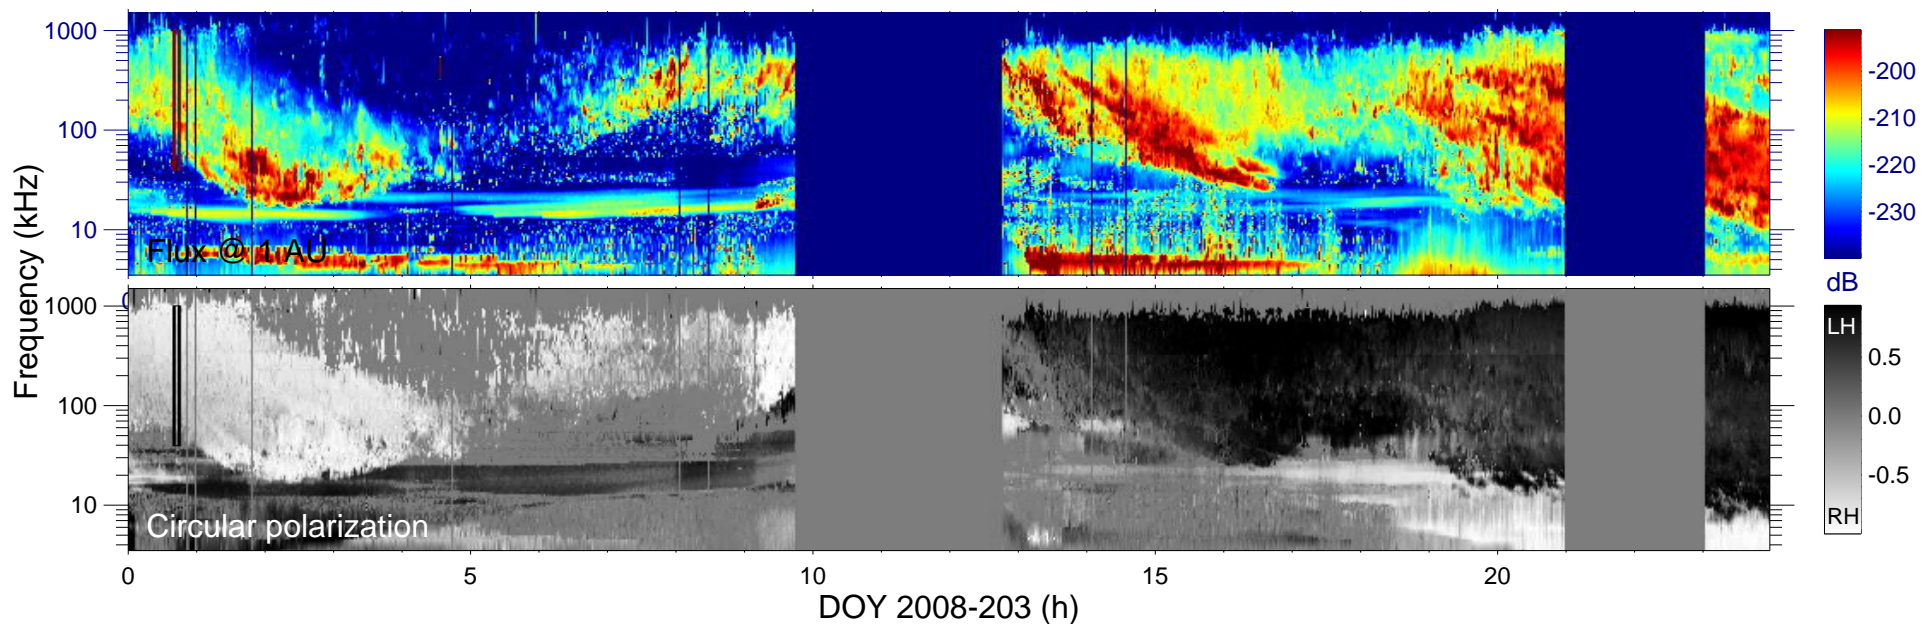 1000
100
10
Flux @ 1 AU
-200
-210
-220
-230
dB
0
Frequency (kHz)
1000
100
10
Circular polarization
LH
0.5
0.0
-0.5
RH
0
5
10
15
20
DOY 2008-203 (h)